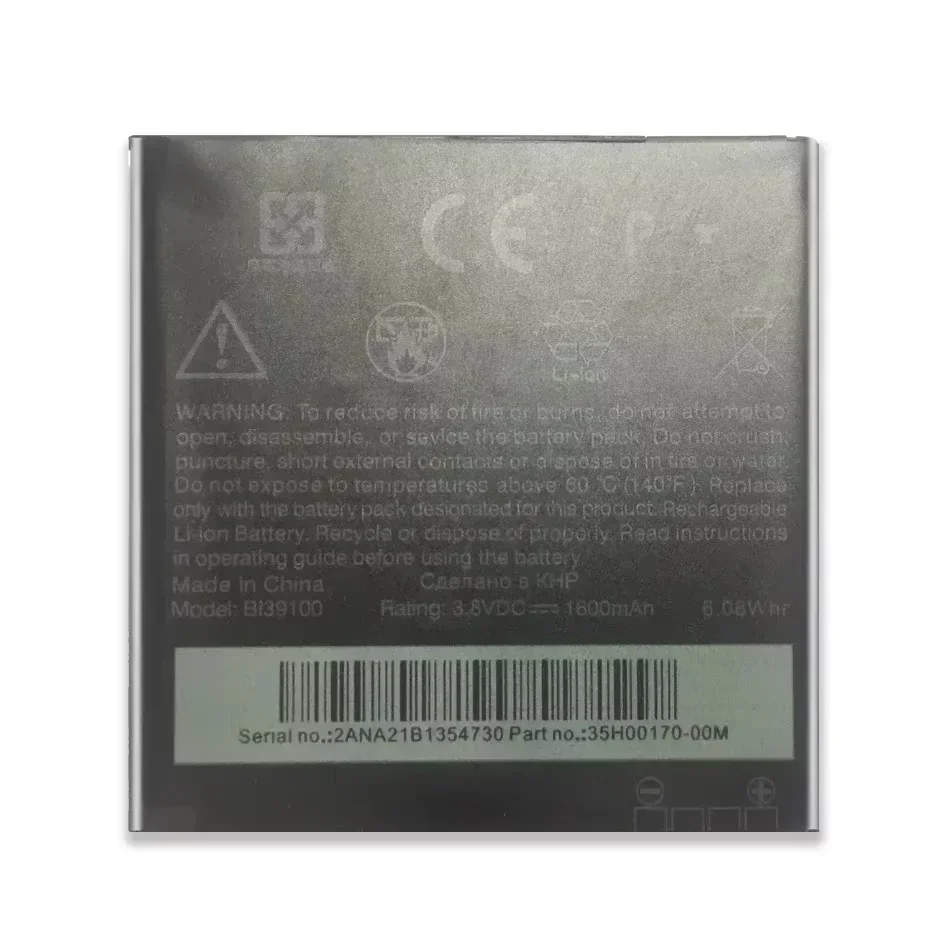 CE
Li-ion
WARNING: To reduce risk of fire or burns, do not attempt to
open, disassemble, or sevice the battery pack. Do not crush,
puncture, short external contacts or dispose of in fire or water.
Do not expose to temperatures above 60 °C (140°F). Replace
only with the battery pack designated for this product. Rechargeable
Li-ion Battery. Recycle or dispose of properly. Read instructions
in operating guide before using the battery.
Made in China Сделано в КНР
Model: BI39100 Rating: 3.8VDC 1600mAh 6.08Whr
Serial no.:2ANA21B1354730 Part no.:35H00170-00M